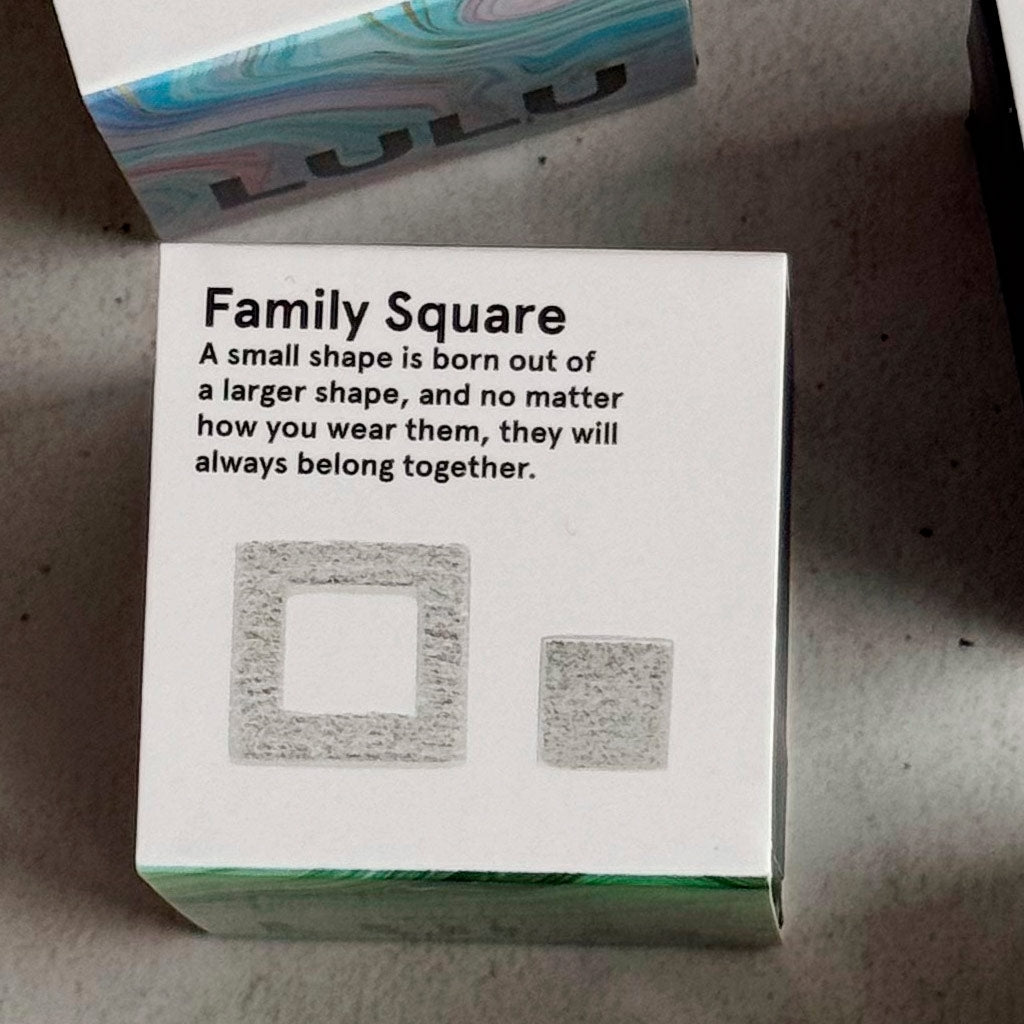 LULU
Family Square
A small shape is born out of
a larger shape, and no matter
how you wear them, they will
always belong together.